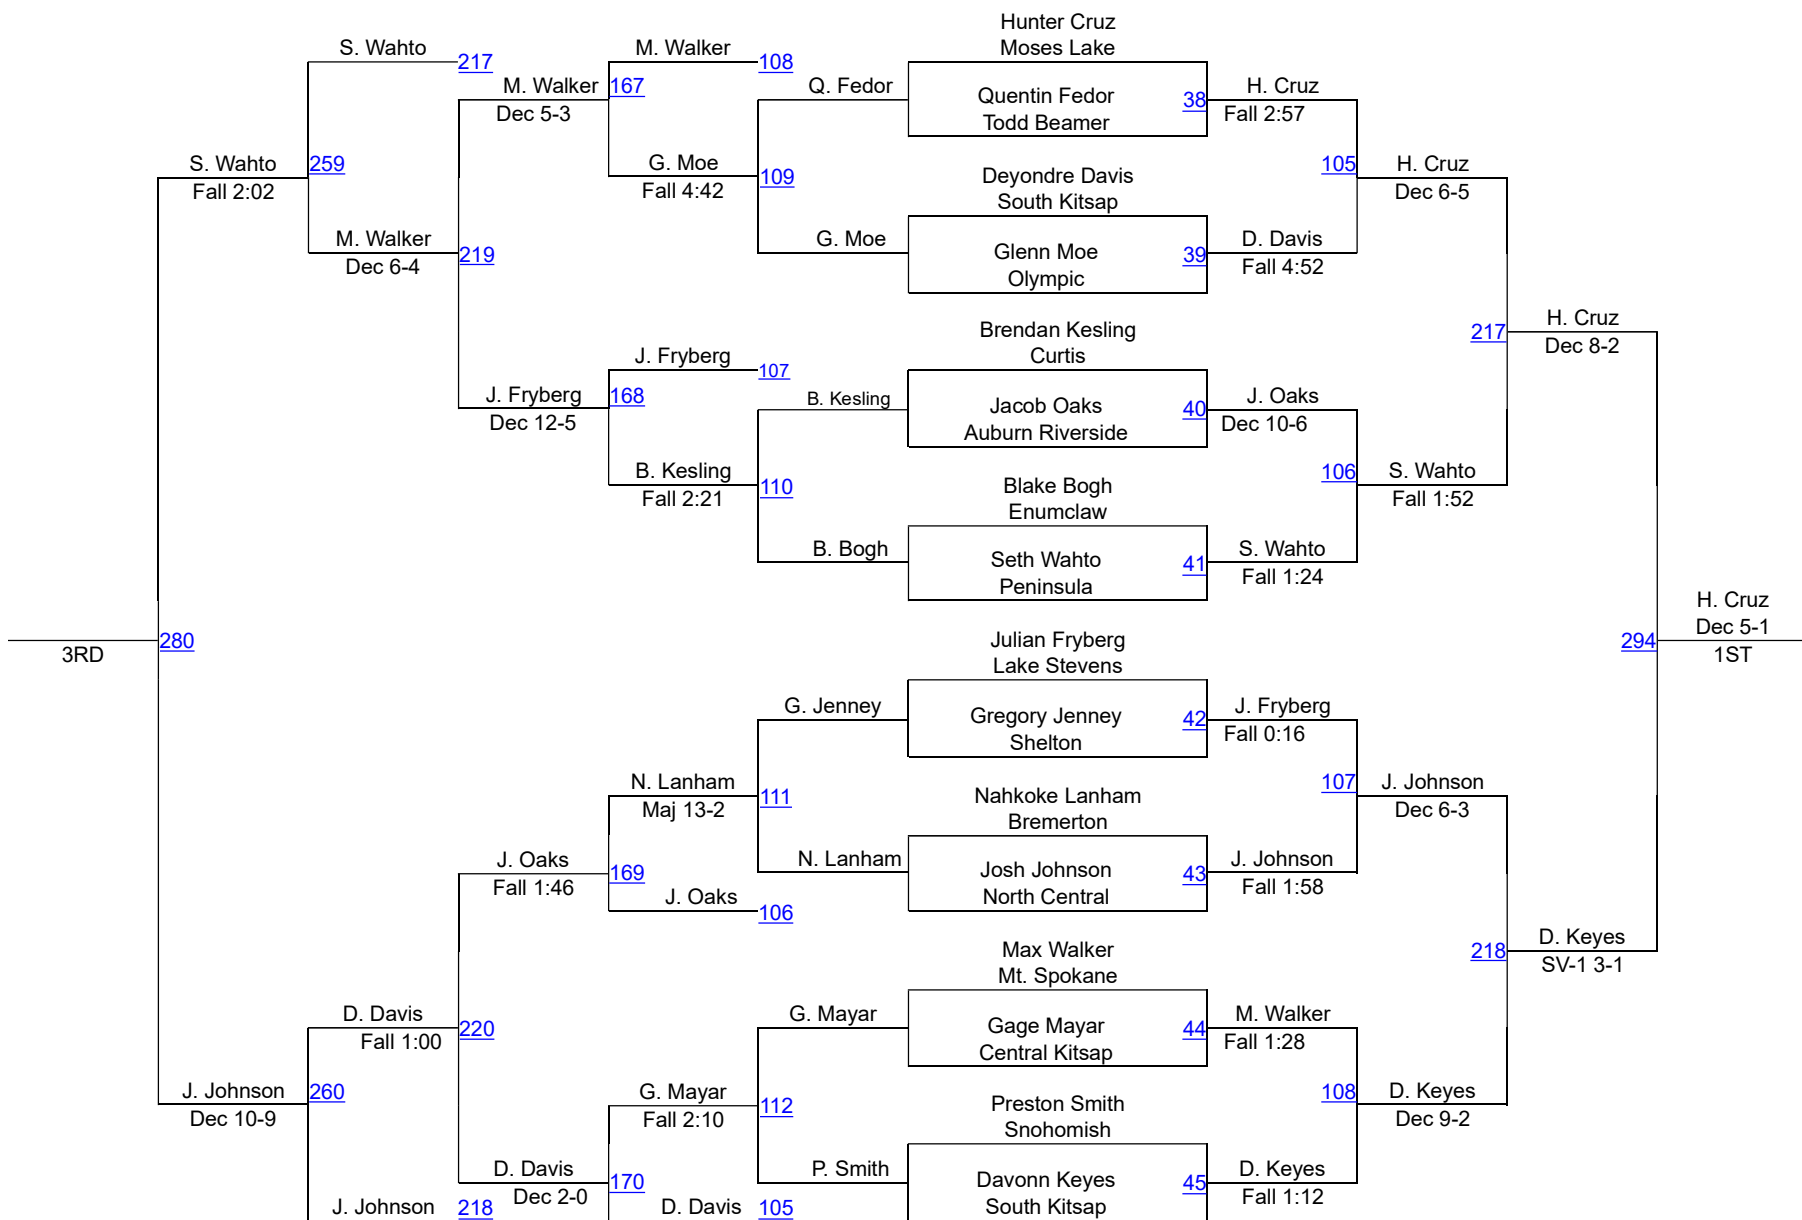 Hunter Cruz
S. Wahto
217
M. Walker
108
Moses Lake
M. Walker
167
Dec 5-3
Q. Fedor
Quentin Fedor
38
Todd Beamer
H. Cruz
Fall 2:57
S. Wahto
259
Fall 2:02
G. Moe
109
Fall 4:42
Deyondre Davis
South Kitsap
105
H. Cruz
Dec 6-5
M. Walker
219
Dec 6-4
G. Moe
Glenn Moe
39
Olympic
D. Davis
Fall 4:52
Brendan Kesling
Curtis
217
H. Cruz
Dec 8-2
J. Fryberg
107
J. Fryberg
168
Dec 12-5
B. Kesling
Jacob Oaks
40
Auburn Riverside
J. Oaks
Dec 10-6
B. Kesling
110
Fall 2:21
Blake Bogh
Enumclaw
106
S. Wahto
Fall 1:52
B. Bogh
Seth Wahto
41
Peninsula
S. Wahto
Fall 1:24
H. Cruz
Dec 5-1
294
1ST
280
3RD
Julian Fryberg
Lake Stevens
G. Jenney
Gregory Jenney
42
Shelton
J. Fryberg
Fall 0:16
N. Lanham
111
Maj 13-2
Nahkoke Lanham
Bremerton
107
J. Johnson
Dec 6-3
J. Oaks
169
Fall 1:46
N. Lanham
Josh Johnson
43
North Central
J. Johnson
Fall 1:58
J. Oaks
106
Max Walker
Mt. Spokane
218
D. Keyes
SV-1 3-1
D. Davis
220
Fall 1:00
G. Mayar
Gage Mayar
44
Central Kitsap
M. Walker
Fall 1:28
J. Johnson
260
Dec 10-9
G. Mayar
112
Fall 2:10
Preston Smith
Snohomish
108
D. Keyes
Dec 9-2
D. Davis
170
Dec 2-0
P. Smith
Davonn Keyes
45
South Kitsap
D. Keyes
Fall 1:12
J. Johnson
218
D. Davis
105